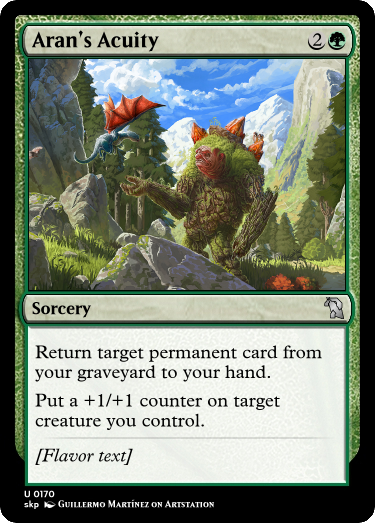 Aran's Acuity 2
Sorcery
Return target permanent card from
your graveyard to your hand.
Put a +1/+1 counter on target
creature you control.
[Flavor text]
U 0170
skp Guillermo Martínez on Artstation